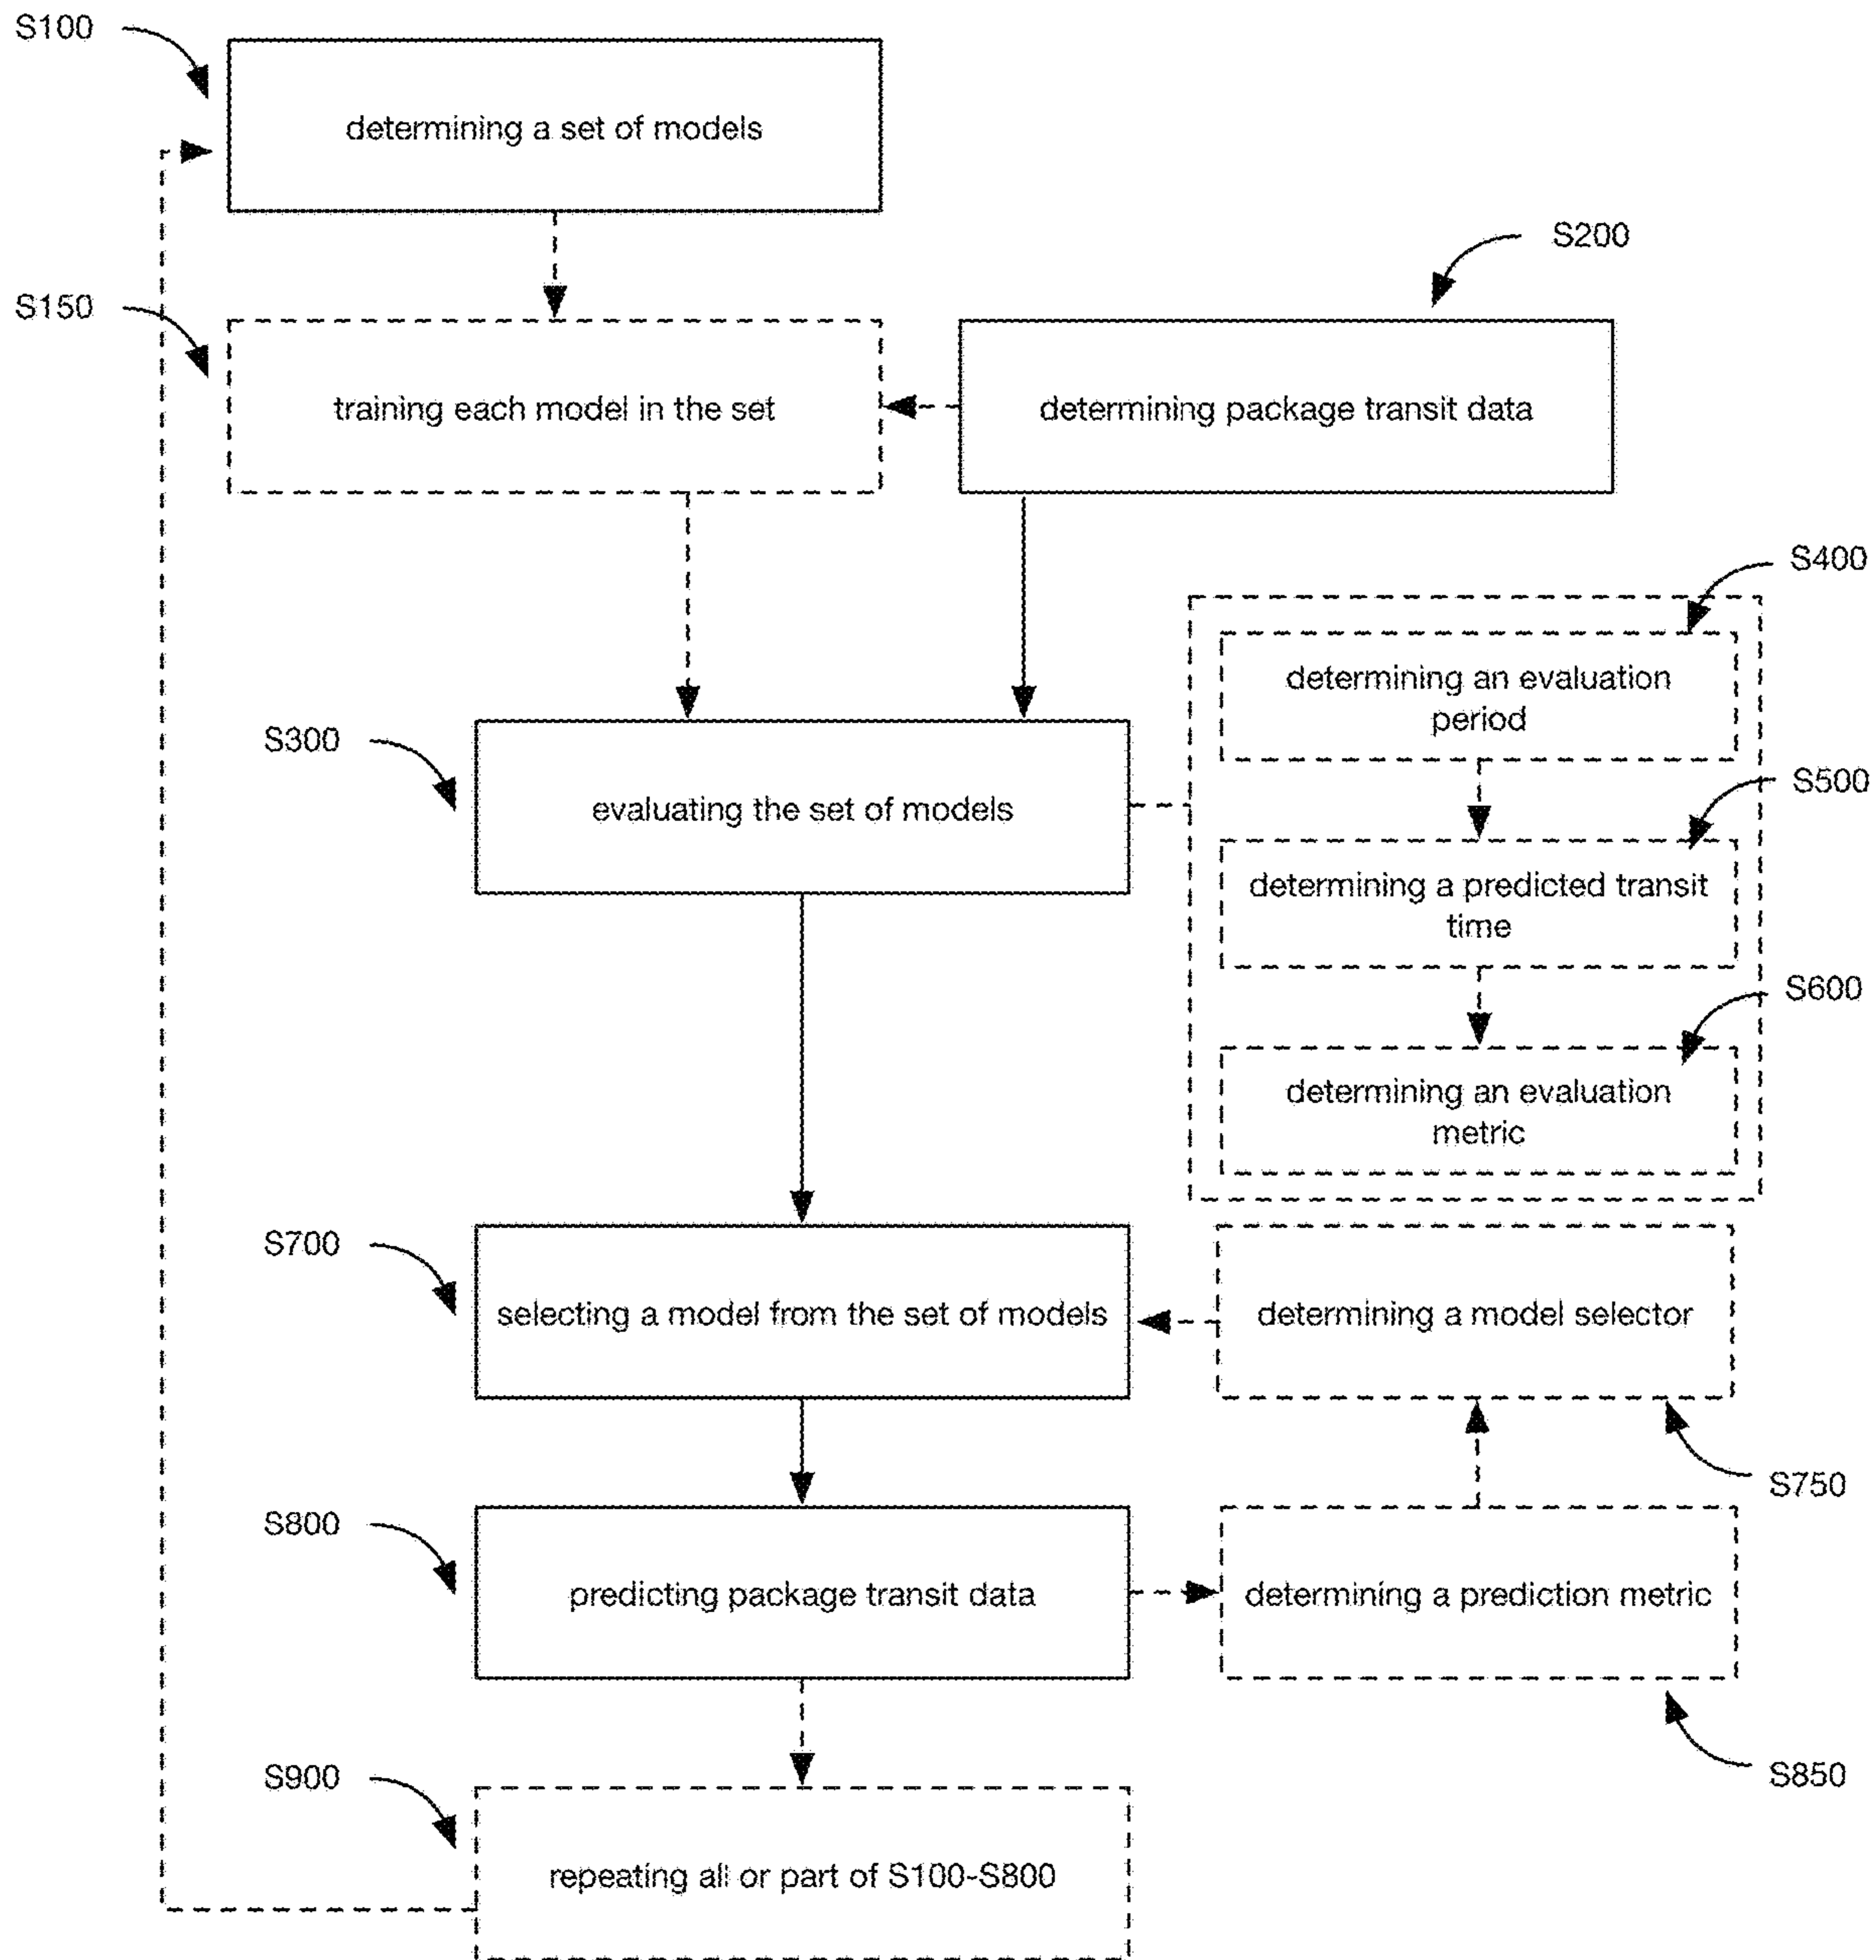 S100
determining a set of models
S200
S150
training each model in the set
determining package transit data
S400
determining an evaluation
period
S300
evaluating the set of models
S500
determining a predicted transit
time
S600
determining an evaluation
metric
S700
selecting a model from the set of models
determining a model selector
S750
S800
predicting package transit data
determining a prediction metric
S850
S900
repeating all or part of S100-S800